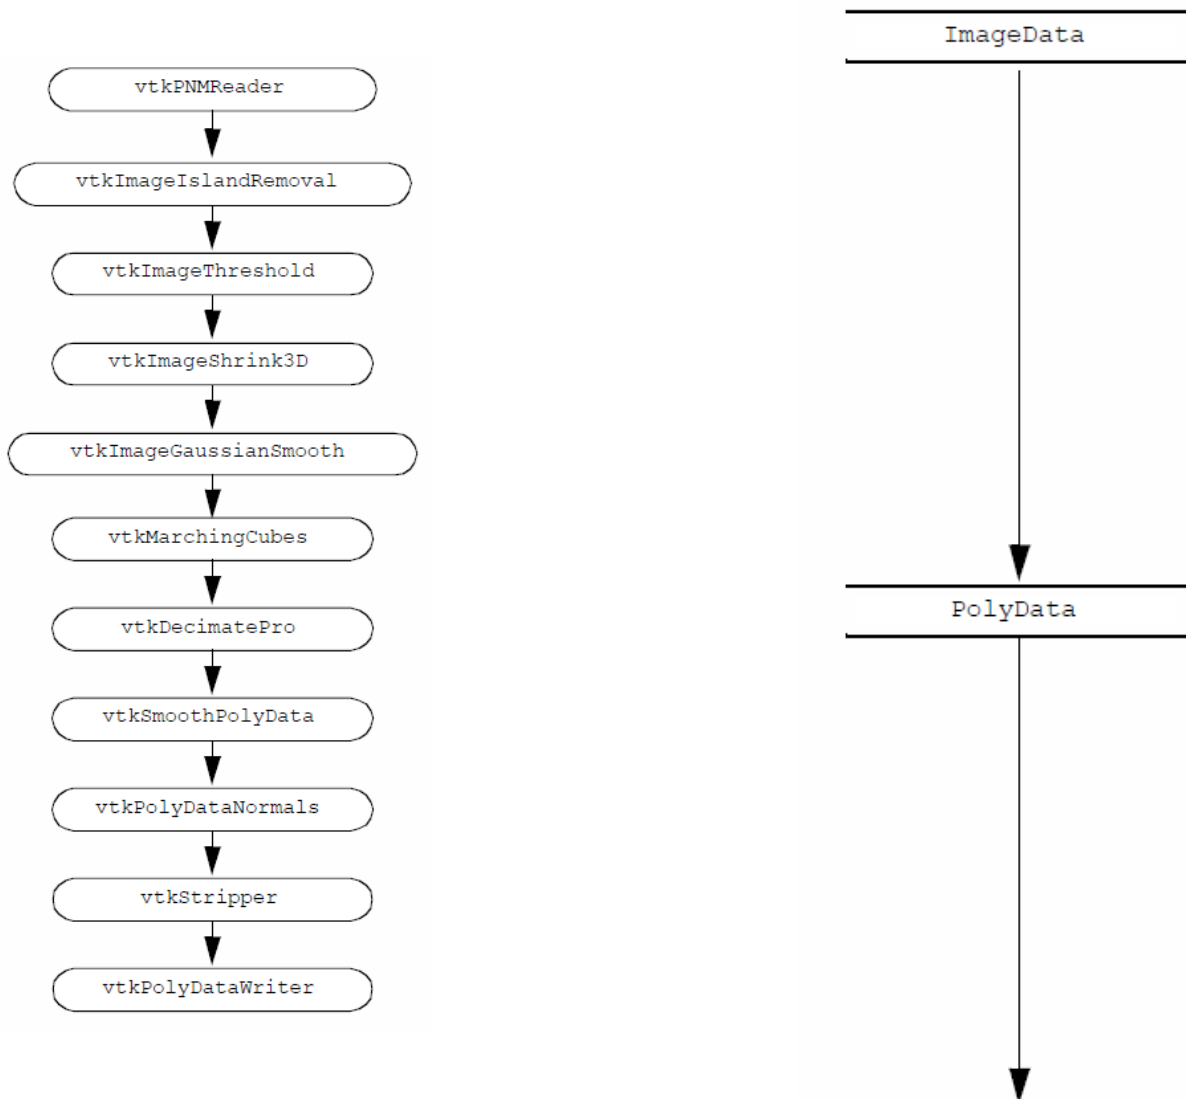 ImageData
vtkPNMReader
vtkImageIslandRemoval
vtkImageThreshold
vtkImageShrink3D
vtkImageGaussianSmooth
vtkMarchingCubes
PolyData
vtkDecimatePro
vtkSmoothPolyData
vtkPolyDataNormals
vtkStripper
vtkPolyDataWriter